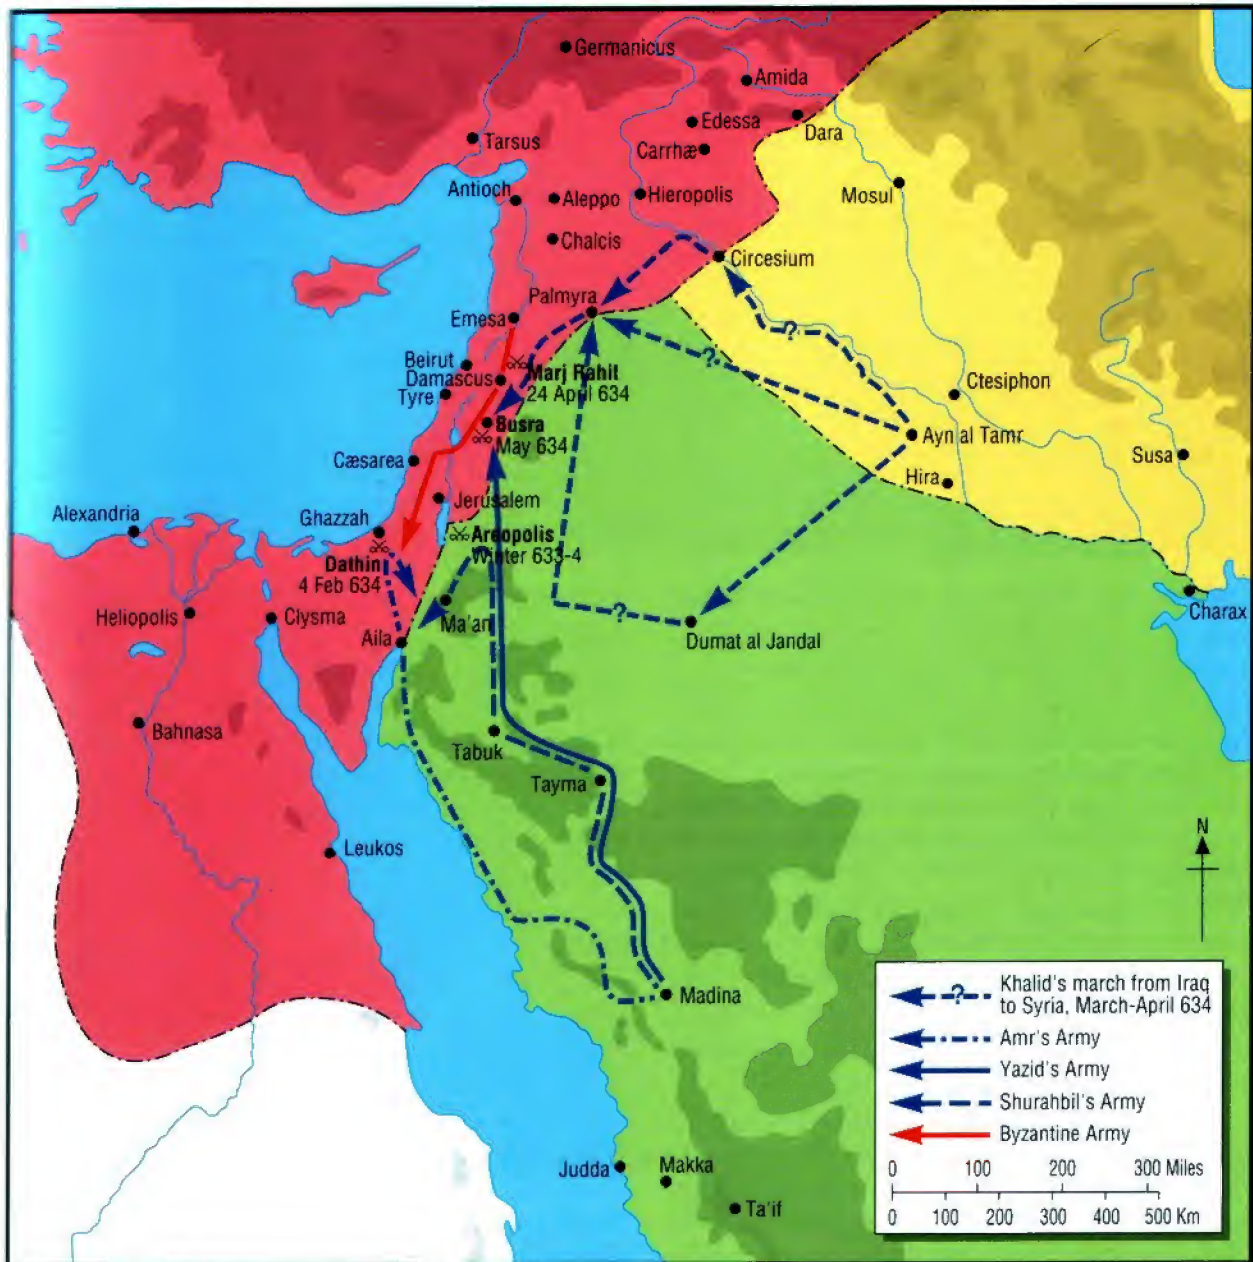 Germanicus
Amida
Edessa
Dara
Tarsus
Carrhæ
Mosul
Antioch
Aleppo
Hieropolis
Chalcis
Circesium
Palmyra
Emesa
?
Beirut
Marj Rahit
24 April 634
Damascus
?
Ctesiphon
Tyre
Busra
May 634
Ayn al Tamr
Susa
Cæsarea
Hira
Jerusalem
Alexandria
Ghazzah
Areopolis
Winter 633-4
Dathin
4 Feb 634
Heliopolis
Clysma
Ma'an
?
Charax
Aila
Dumat al Jandal
Bahnasa
Tabuk
Tayma
Leukos
N
Madina
Judda
Makka
Ta'if
? Khalid's march from Iraq
to Syria, March-April 634
Amr's Army
Yazid's Army
Shurahbil's Army
Byzantine Army
0 100 200 300 Miles
0 100 200 300 400 500 Km